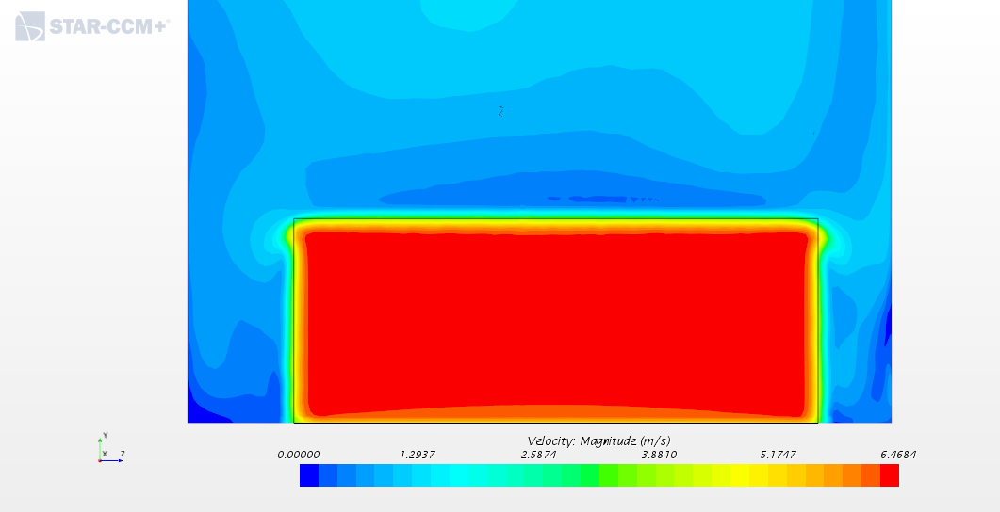 STAR-CCM+
Y
X Z
Velocity: Magnitude (m/s)
0.00000 1.2937 2.5874 3.8810 5.1747 6.4684